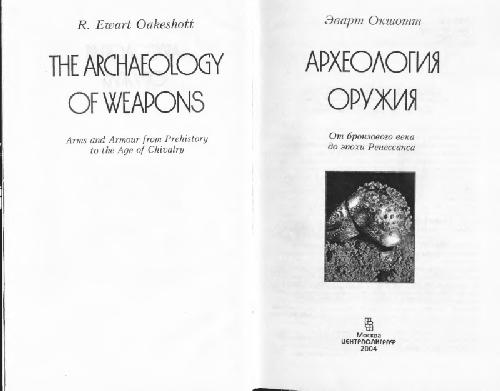 R. Ewart Oakeshott
THE ARCHAEOLOGY
OF WEAPONS
Arms and Armour from Prehistory
to the Age of Chivalry
Эварт Окшотт
АРХЕОЛОГИЯ
ОРУЖИЯ
От бронзового века
до эпохи Ренессанса
Москва
ЦЕНТРПОЛИГРАФ
2004